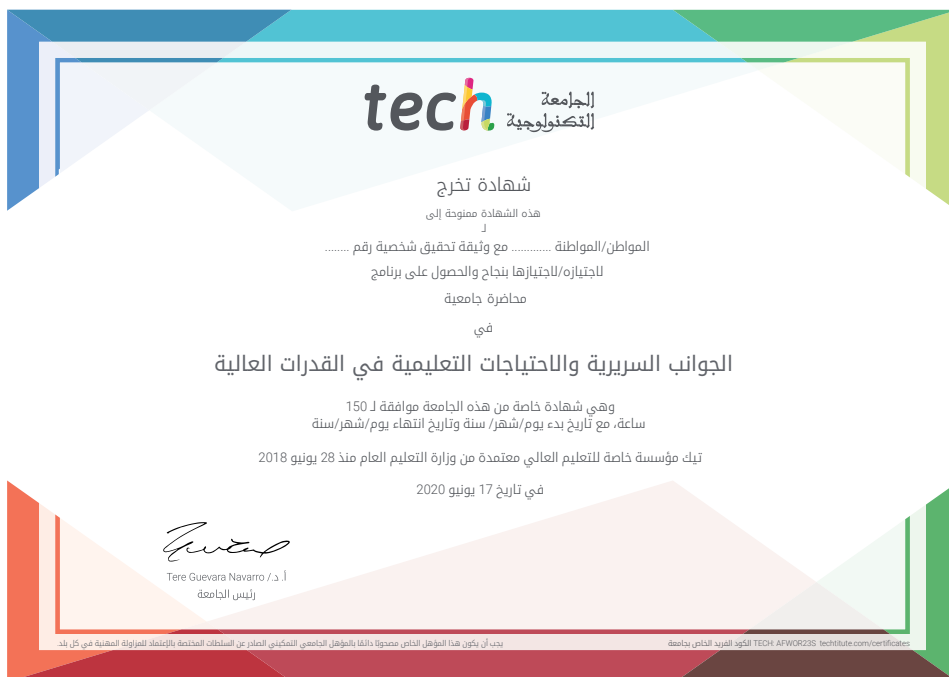 tech الجامعة
التكنولوجية
شهادة تخرج
هذه الشهادة ممنوحة إلى
لـ
المواطن/المواطنة ............ مع وثيقة تحقيق شخصية رقم ........
لاجتيازه/لاجتيازها بنجاح والحصول على برنامج
محاضرة جامعية
في
الجوانب السريرية والاحتياجات التعليمية في القدرات العالية
وهي شهادة خاصة من هذه الجامعة موافقة لـ 150
ساعة، مع تاريخ بدء يوم/شهر/ سنة وتاريخ انتهاء يوم/شهر/سنة
تيك مؤسسة خاصة للتعليم العالي معتمدة من وزارة التعليم العام منذ 28 يونيو 2018
في تاريخ 17 يونيو 2020
أ. د./ Tere Guevara Navarro
رئيس الجامعة
يجب أن يكون هذا المؤهل الخاص مصحوبًا دائمًا بالمؤهل الجامعي التمكيني الصادر عن السلطات المختصة بالإعتماد للمزاولة المهنية في كل بلد.
الكود الفريد الخاص بجامعة TECH: AFWOR23S techtitute.com/certificates